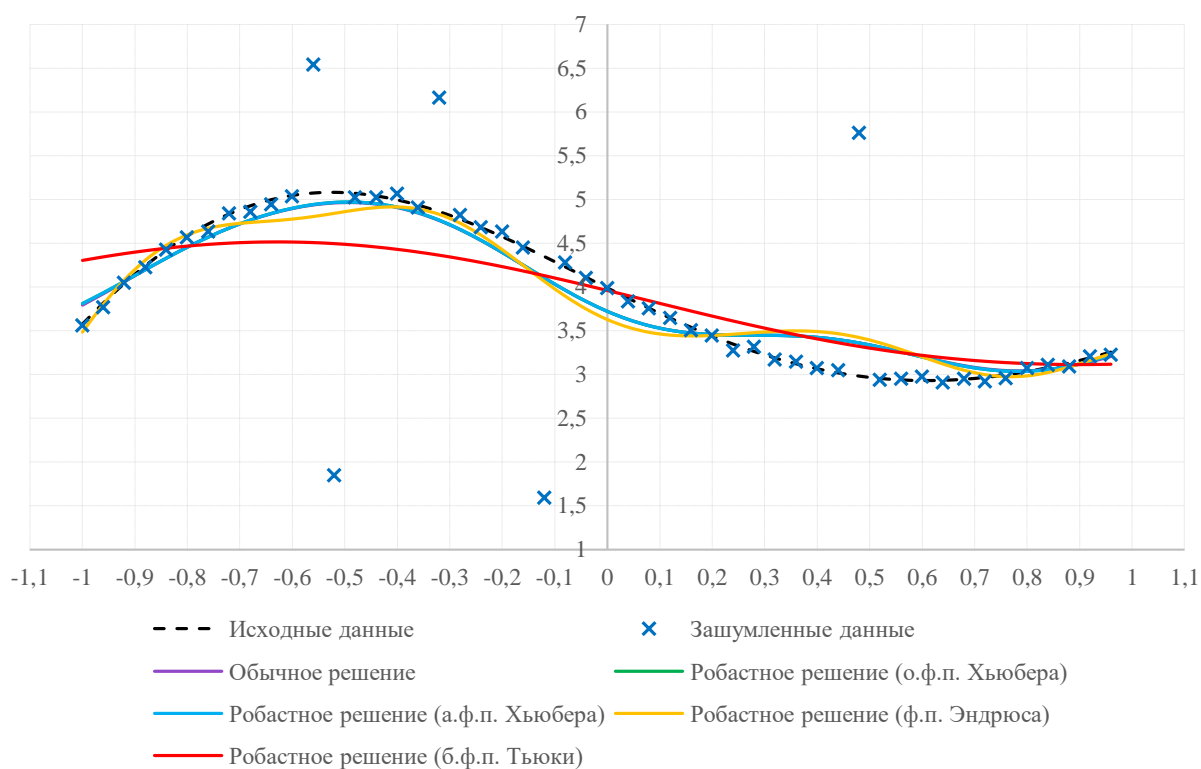 7
6,5
6
5,5
5
4,5
4
3,5
3
2,5
2
1,5
1
-1,1 -1 -0,9 -0,8 -0,7 -0,6 -0,5 -0,4 -0,3 -0,2 -0,1 0 0,1 0,2 0,3 0,4 0,5 0,6 0,7 0,8 0,9 1 1,1
Исходные данные Зашумленные данные
Обычное решение Робастное решение (о.ф.п. Хьюбера)
Робастное решение (а.ф.п. Хьюбера) Робастное решение (ф.п. Эндрюса)
Робастное решение (б.ф.п. Тьюки)